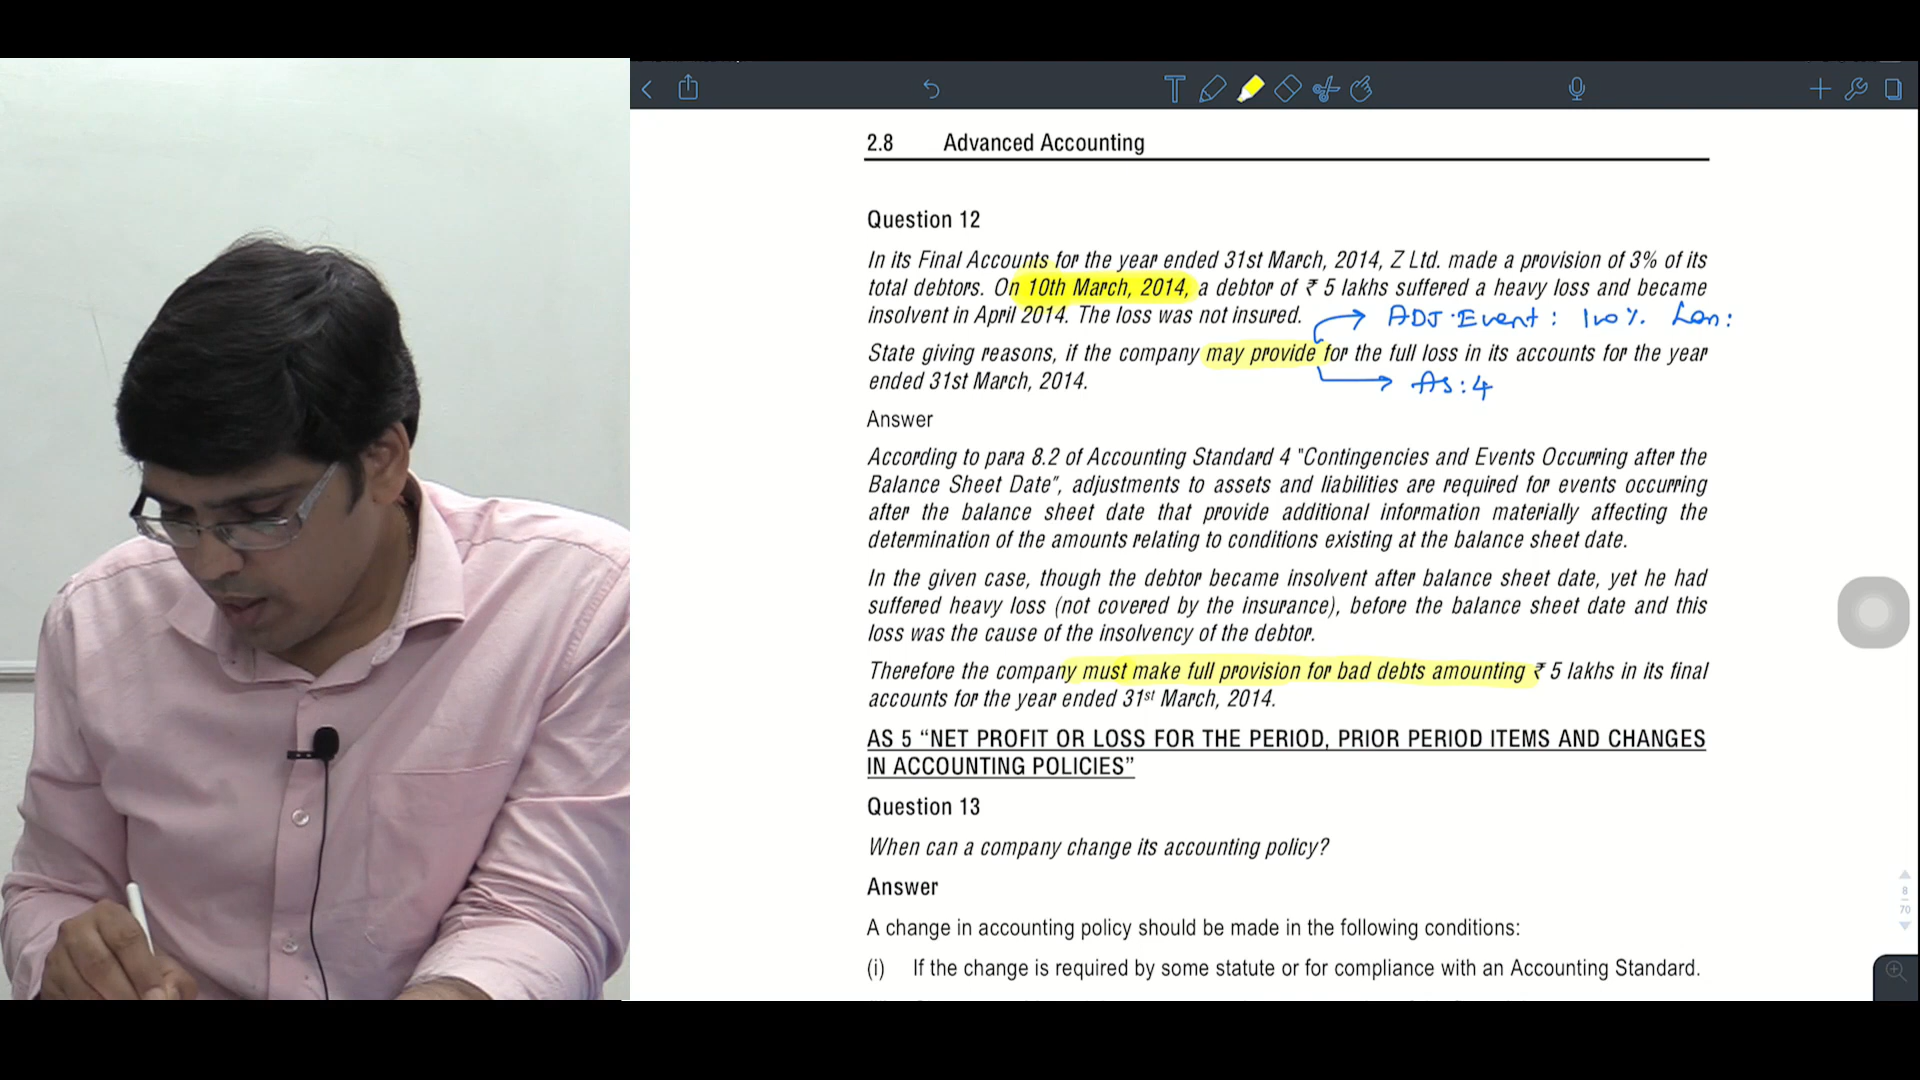 2.8 Advanced Accounting
Question 12
In its Final Accounts for the year ended 31st March, 2014, Z Ltd. made a provision of 3% of its
total debtors. On 10th March, 2014, a debtor of ₹ 5 lakhs suffered a heavy loss and became
insolvent in April 2014. The loss was not insured.
ADJ. Event: 100%
State giving reasons, if the company may provide for the full loss in its accounts for the year
ended 31st March, 2014.
AS: 4
Answer
According to para 8.2 of Accounting Standard 4 "Contingencies and Events Occurring after the
Balance Sheet Date", adjustments to assets and liabilities are required for events occurring
after the balance sheet date that provide additional information materially affecting the
determination of the amounts relating to conditions existing at the balance sheet date.
In the given case, though the debtor became insolvent after balance sheet date, yet he had
suffered heavy loss (not covered by the insurance), before the balance sheet date and this
loss was the cause of the insolvency of the debtor.
Therefore the company must make full provision for bad debts amounting ₹ 5 lakhs in its final
accounts for the year ended 31st March, 2014.
AS 5 “NET PROFIT OR LOSS FOR THE PERIOD, PRIOR PERIOD ITEMS AND CHANGES
IN ACCOUNTING POLICIES”
Question 13
When can a company change its accounting policy?
Answer
A change in accounting policy should be made in the following conditions:
(i) If the change is required by some statute or for compliance with an Accounting Standard.
8
70